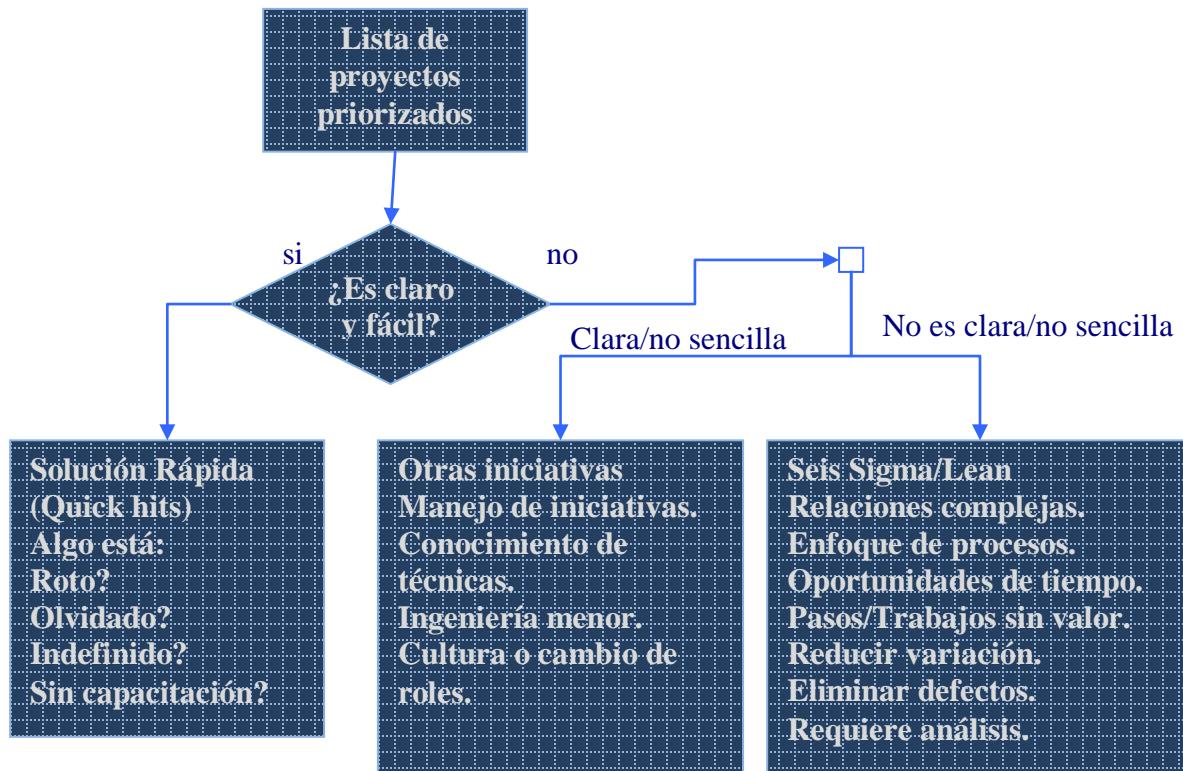 Lista de
proyectos
priorizados
si
no
¿Es claro
y fácil?
Clara/no sencilla
No es clara/no sencilla
Solución Rápida
(Quick hits)
Algo está:
Roto?
Olvidado?
Indefinido?
Sin capacitación?
Otras iniciativas
Manejo de iniciativas.
Conocimiento de
técnicas.
Ingeniería menor.
Cultura o cambio de
roles.
Seis Sigma/Lean
Relaciones complejas.
Enfoque de procesos.
Oportunidades de tiempo.
Pasos/Trabajos sin valor.
Reducir variación.
Eliminar defectos.
Requiere análisis.